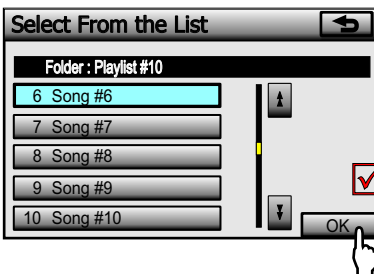 Select From the List
Folder : Playlist #10
6 Song #6
7 Song #7
8 Song #8
9 Song #9
10 Song #10
OK